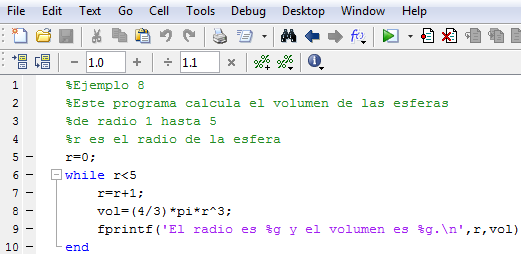 File Edit Text Go Cell Tools Debug Desktop Window Help
− 1.0 + ÷ 1.1 ×
1 %Ejemplo 8
2 %Este programa calcula el volumen de las esferas
3 %de radio 1 hasta 5
4 %r es el radio de la esfera
5 − r=0;
6 − while r<5
7 − r=r+1;
8 − vol=(4/3)*pi*r^3;
9 − fprintf('El radio es %g y el volumen es %g.\n',r,vol)
10 − end